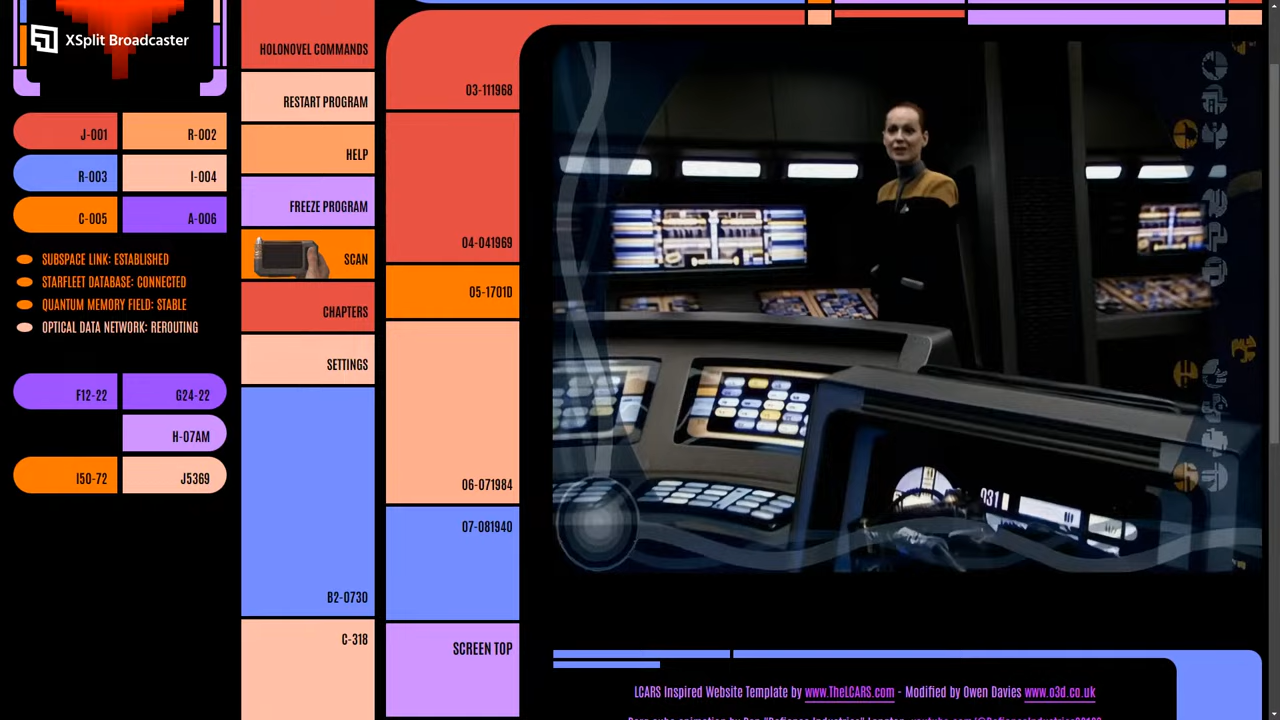 XSplit Broadcaster
J-001
R-002
R-003
I-004
C-005
A-006
SUBSPACE LINK: ESTABLISHED
STARFLEET DATABASE: CONNECTED
QUANTUM MEMORY FIELD: STABLE
OPTICAL DATA NETWORK: REROUTING
F12-22
G24-22
H-07AM
I50-72
J5369
HOLONOVEL COMMANDS
RESTART PROGRAM
HELP
FREEZE PROGRAM
SCAN
CHAPTERS
SETTINGS
B2-0730
C-318
03-111968
04-041969
05-1701D
06-071984
07-081940
SCREEN TOP
031
LCARS Inspired Website Template by www.TheLCARS.com - Modified by Owen Davies www.o3d.co.uk